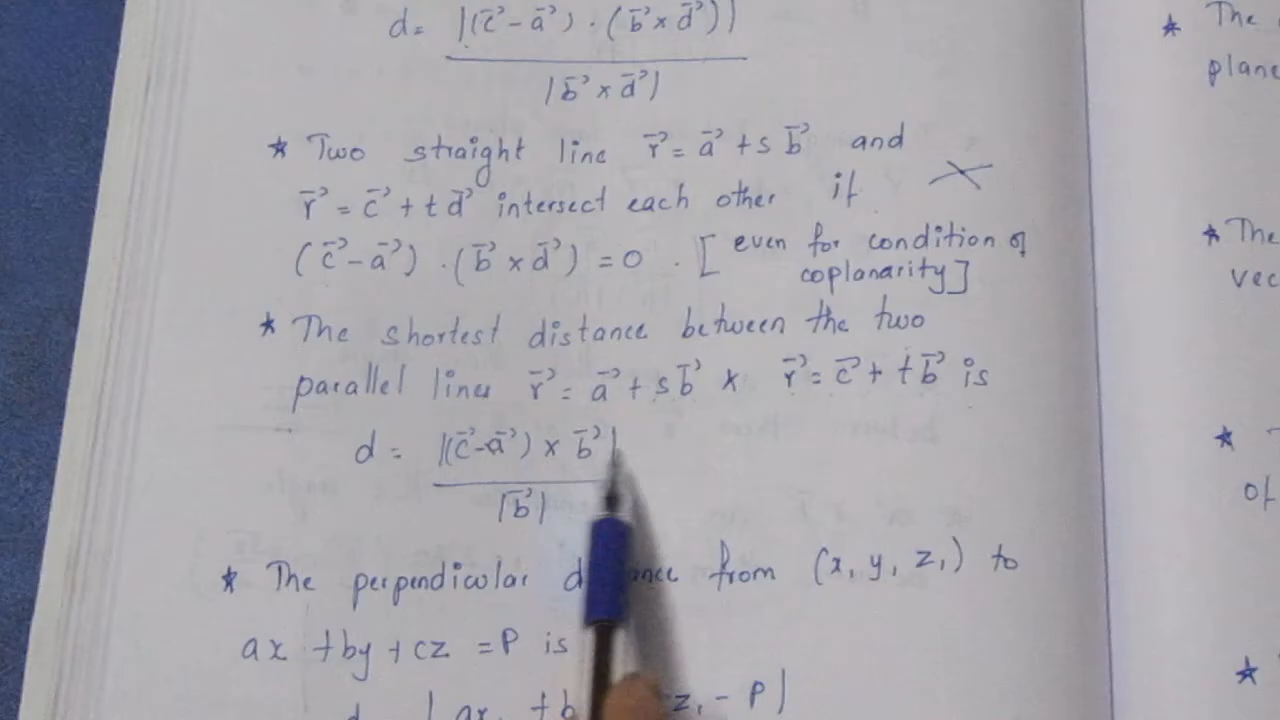 d = |(c⃗ - a⃗) · (b⃗ × d⃗)|
|b⃗ × d⃗|
* Two straight line r⃗ = a⃗ + s b⃗ and
r⃗ = c⃗ + t d⃗ intersect each other if
(c⃗ - a⃗) · (b⃗ × d⃗) = 0 . [even for condition of
coplanarity]
* The shortest distance between the two
parallel lines r⃗ = a⃗ + s b⃗ × r⃗ = c⃗ + t b⃗ is
d = |(c⃗ - a⃗) × b⃗|
|b⃗|
* The perpendicular from (x, y, z,) to
ax + by + cz = P is
z, - P|
* The
plane
* The
vec
*
of
*